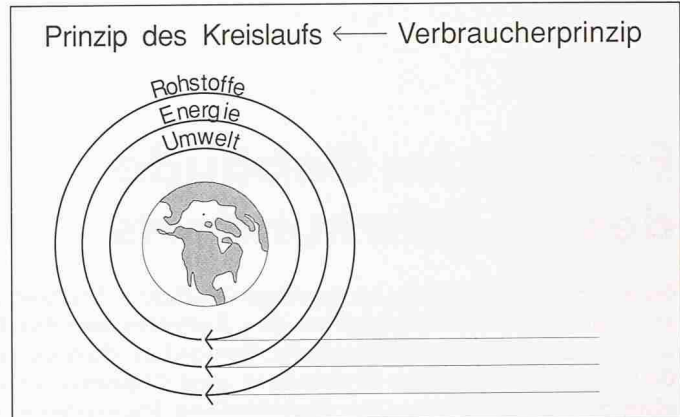 Prinzip des Kreislaufs ← Verbraucherprinzip
Rohstoffe
Energie
Umwelt